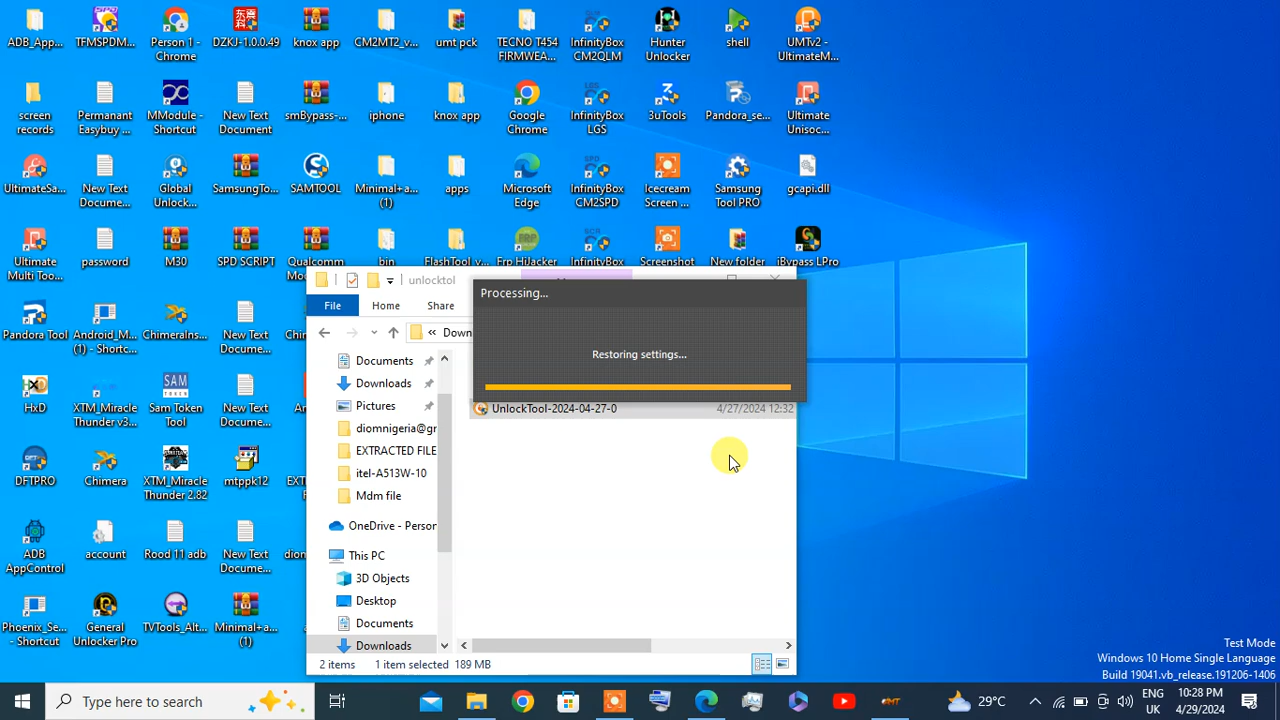 ADB_App...
TFMSPDM...
Person 1 -
Chrome
DZKJ-1.0.0.49
knox app
CM2MT2_v...
umt pck
TECNO T454
FIRMWEA...
InfinityBox
CM2QLM
Hunter
Unlocker
shell
UMTv2 -
UltimateM...
screen
records
Permanant
Easybuy ...
MModule -
Shortcut
New Text
Document
smBypass-...
iphone
knox app
Google
Chrome
InfinityBox
LGS
3uTools
Pandora_se...
Ultimate
Unisoc...
UltimateSa...
New Text
Docume...
Global
Unlock...
SamsungTo...
SAMTOOL
Minimal+a...
(1)
apps
Microsoft
Edge
InfinityBox
CM2SPD
Icecream
Screen ...
Samsung
Tool PRO
gcapi.dll
Ultimate
Multi Too...
password
M30
SPD SCRIPT
Qualcomm
Mo
bin
FlashTool_v...
Frp HiJacker
InfinityBox
Screenshot
New folder
iBypass LPro
unlocktol
Processing...
Pandora Tool
Android_M...
(1) - Shortc...
ChimeraIns...
New Text
Docume...
Chim
File
Home
Share
« Down
Restoring settings...
HxD
XTM_Miracle
Thunder v3...
Sam Token
Tool
New Text
Docume...
An
Documents
Downloads
Pictures
diomnigeria@gr
EXTRACTED FILE
itel-A513W-10
Mdm file
UnlockTool-2024-04-27-0
4/27/2024 12:32
DFTPRO
Chimera
XTM_Miracle
Thunder 2.82
mtppk12
EXT
OneDrive - Person
This PC
3D Objects
Desktop
Documents
Downloads
ADB
AppControl
account
Rood 11 adb
New Text
Docume...
dion
Phoenix_Se...
- Shortcut
General
Unlocker Pro
TVTools_Alt...
Minimal+a...
(1)
2 items
1 item selected
189 MB
Test Mode
Windows 10 Home Single Language
Build 19041.vb_release.191206-1406
Type here to search
29°C
ENG
UK
10:28 PM
4/29/2024